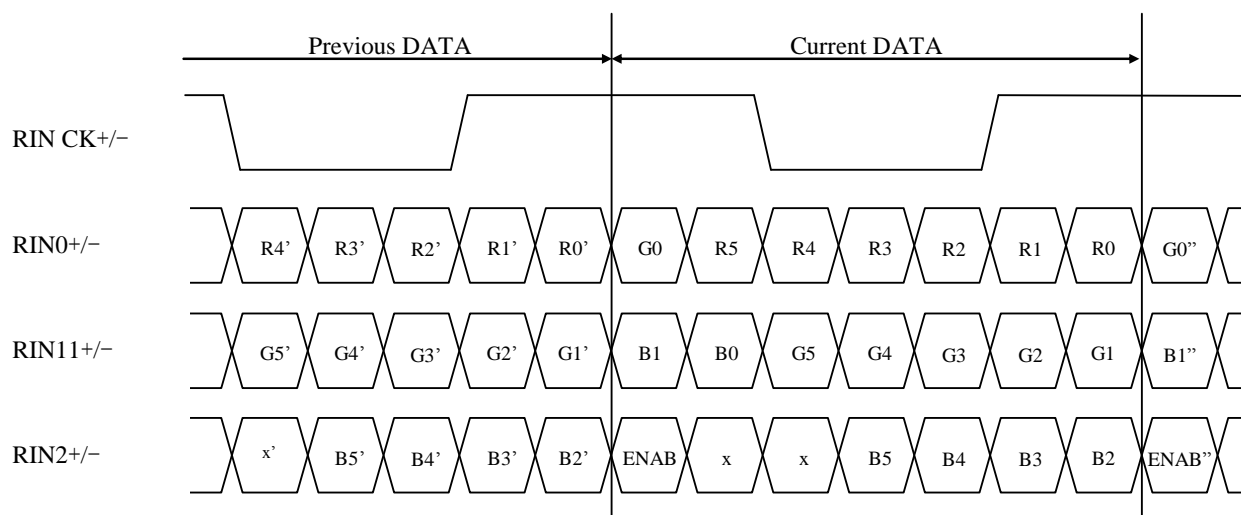 Previous DATA Current DATA
RIN CK+/−
RIN0+/− R4’ R3’ R2’ R1’ R0’ G0 R5 R4 R3 R2 R1 R0 G0”
RIN11+/− G5’ G4’ G3’ G2’ G1’ B1 B0 G5 G4 G3 G2 G1 B1”
RIN2+/− x’ B5’ B4’ B3’ B2’ ENAB x x B5 B4 B3 B2 ENAB”